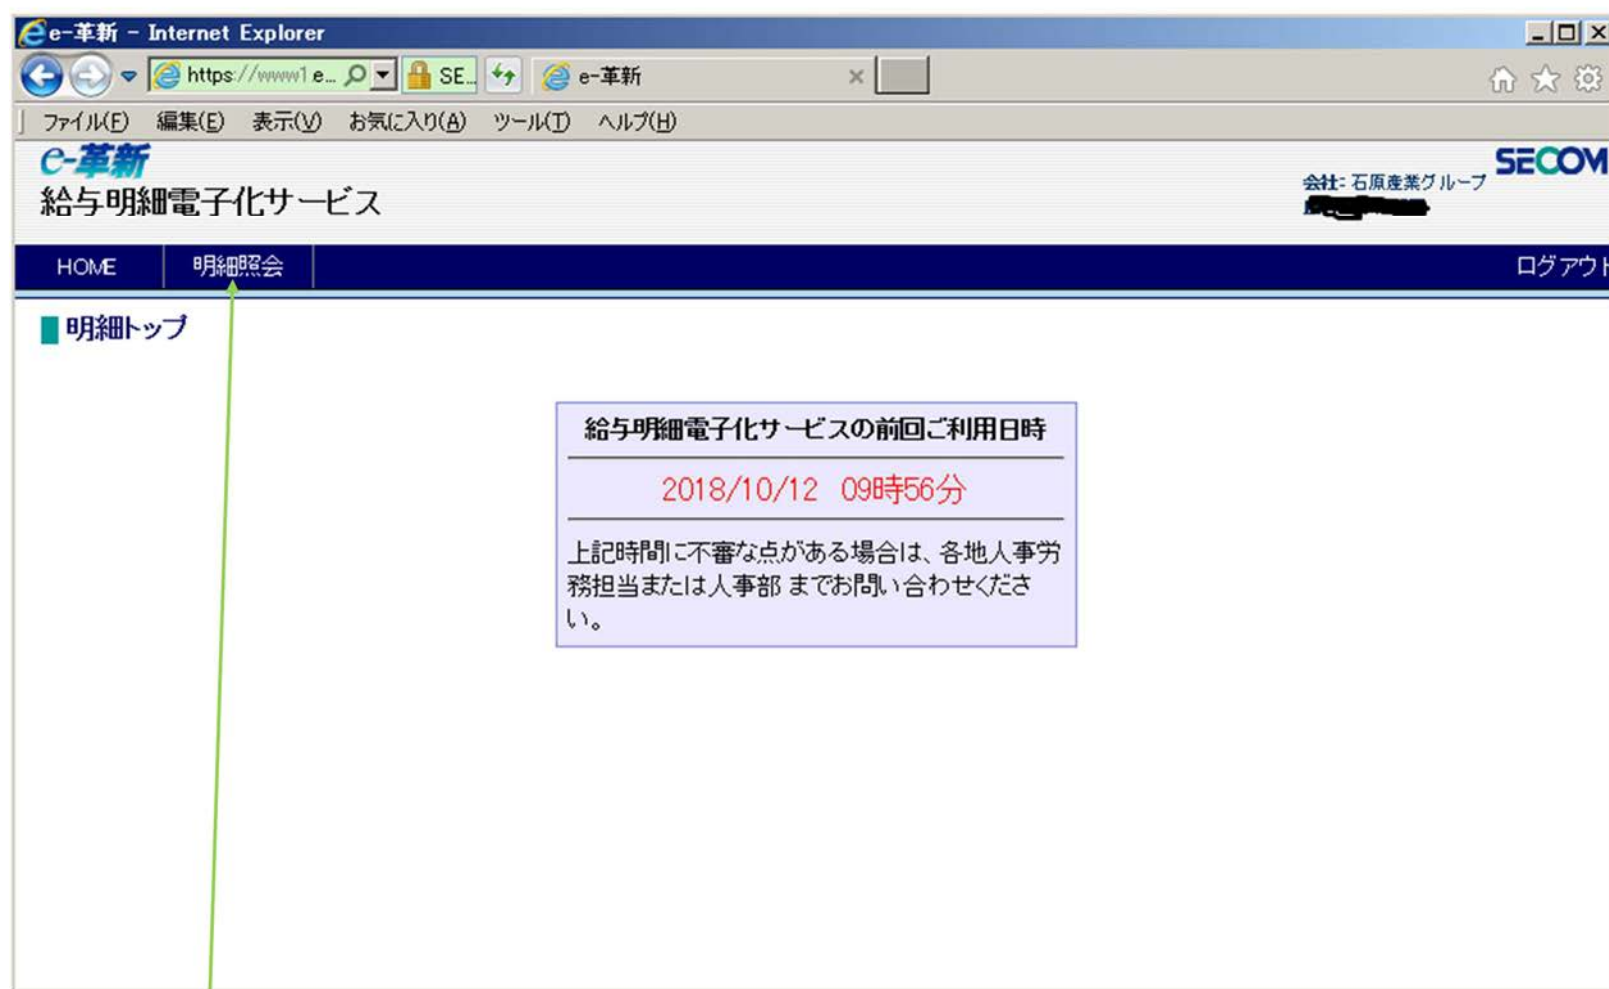 e-革新 - Internet Explorer
https://www1 e... SE... e-革新
ファイル(F) 編集(E) 表示(V) お気に入り(A) ツール(T) ヘルプ(H)
e-革新
SECOM
給与明細電子化サービス
会社: 石原産業グループ
HOME 明細照会 ログアウト
明細トップ
給与明細電子化サービスの前回ご利用日時
2018/10/12 09時56分
上記時間に不審な点がある場合は、各地人事労
務担当または人事部 までお問い合わせくださ
い。